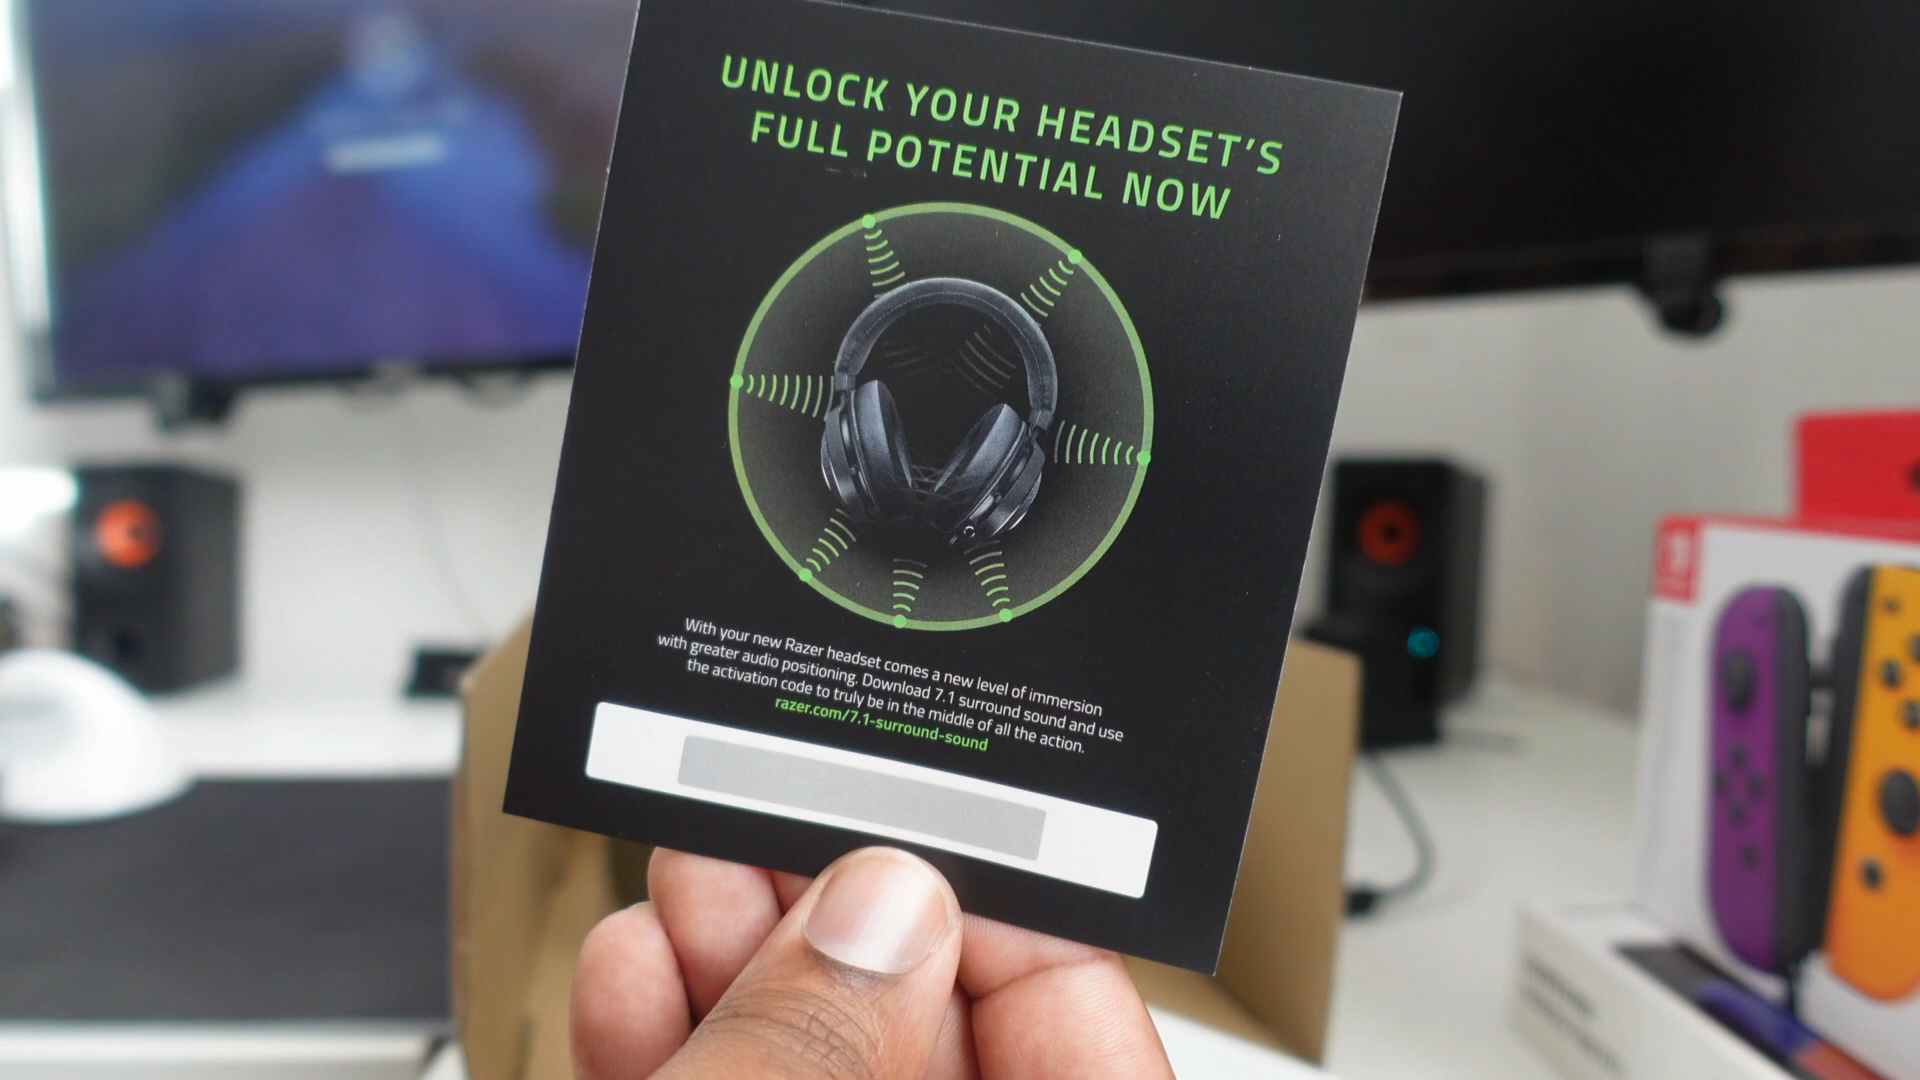 UNLOCK YOUR HEADSET'S
FULL POTENTIAL NOW
With your new Razer headset comes a new level of immersion
with greater audio positioning. Download 7.1 surround sound and use
the activation code to truly be in the middle of all the action.
razer.com/7.1-surround-sound